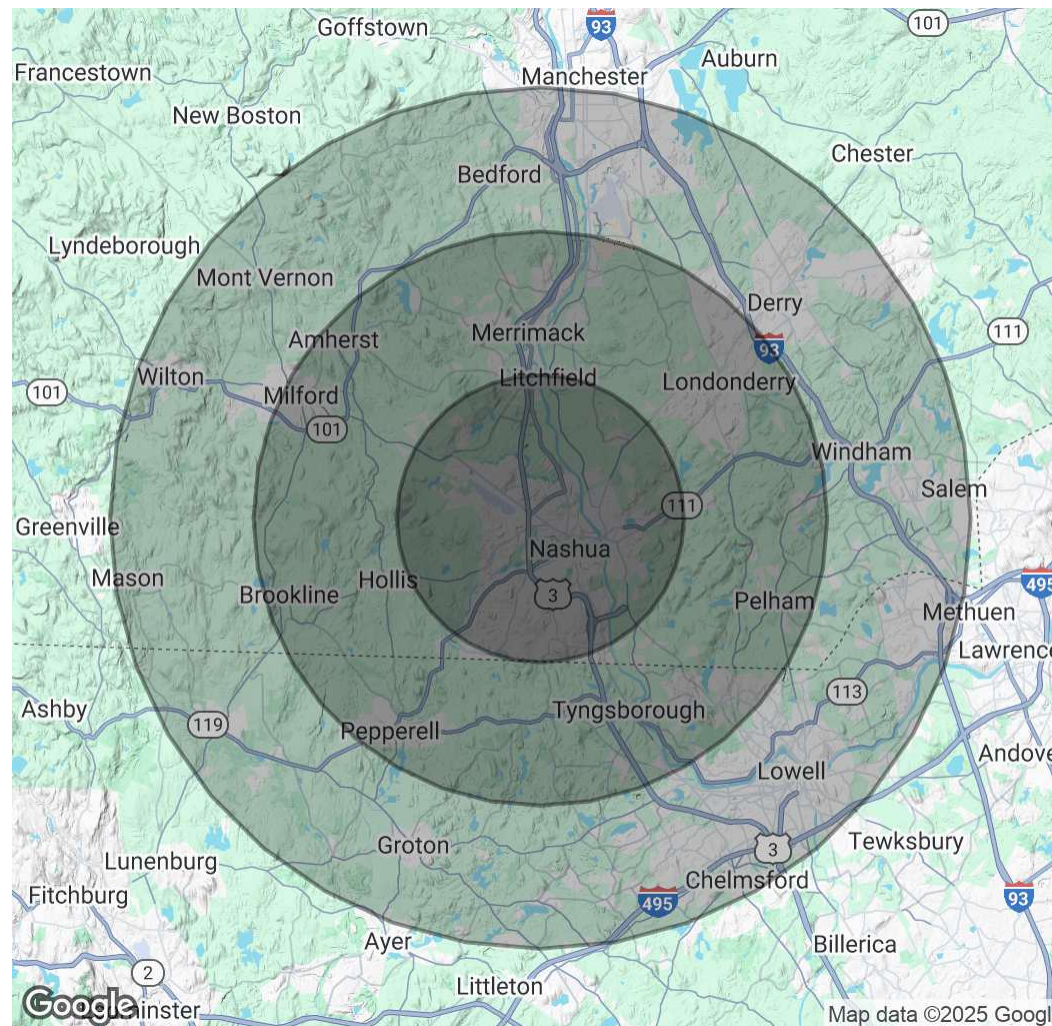 Goffstown
93
101
Francestown
Auburn
Manchester
New Boston
Chester
Bedford
Lyndeborough
Mont Vernon
Derry
Merrimack
111
Amherst
93
Wilton
Litchfield
Londonderry
101
Milford
101
Windham
Salem
111
Greenville
Nashua
Mason
Hollis
495
Brookline
3
Pelham
Methuen
Lawrenc
113
Ashby
Tyngsborough
119
Pepperell
Andove
Lowell
Groton
Tewksbury
3
Lunenburg
Chelmsford
Fitchburg
495
93
Ayer
Billerica
2
Littleton
Google
minster
Map data ©2025 Googl